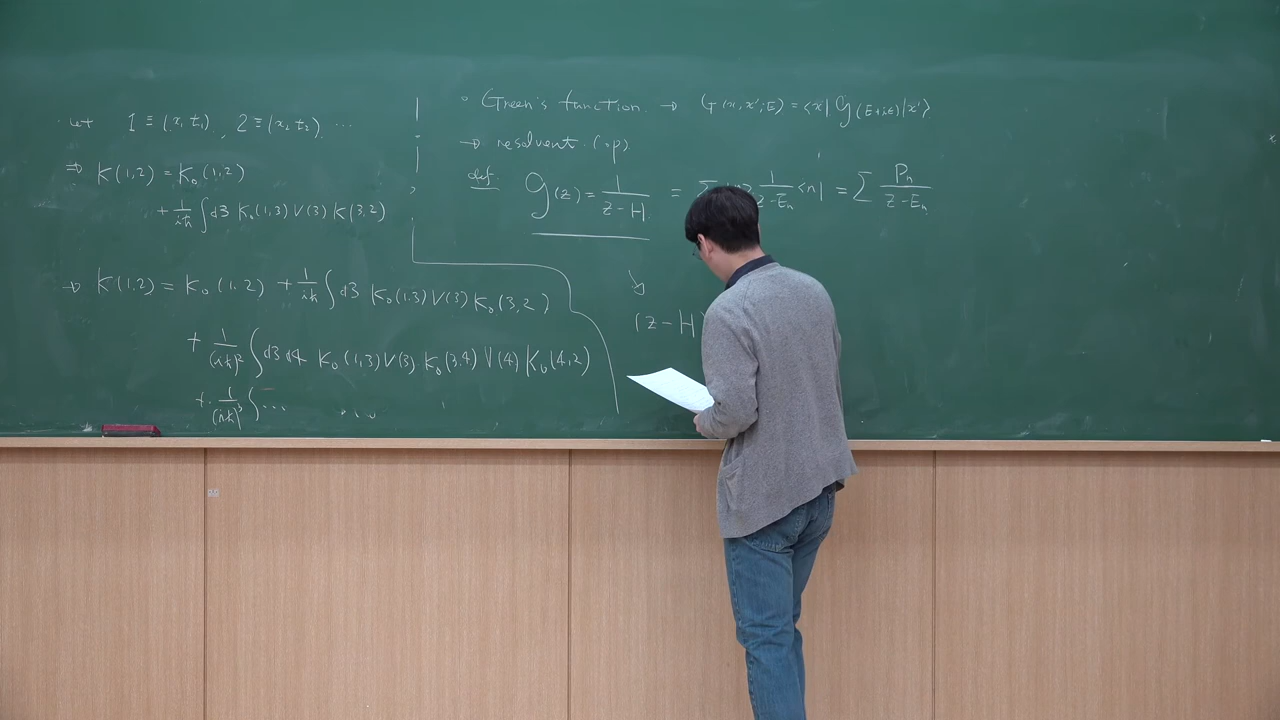 Let 1 ≡ (x, t₁), 2 ≡ (x₂ t₂) ...
⇒ K(1,2) = K₀(1,2)
+ 1/iħ ∫ d3 K₀(1,3) V(3) K(3,2)
→ K(1,2) = K₀(1,2) + 1/iħ ∫ d3 K₀(1,3) V(3) K₀(3,2)
+ 1/(iħ)² ∫ d3 d4 K₀(1,3) V(3) K₀(3,4) V(4) K₀(4,2)
+ 1/(iħ)³ ∫ ... ...
∘ Green's function. → G(x,x';E) = ⟨x| g(E+iε) |x'⟩
→ resolvent. (op)
def. g(z) = 1/(z-H) = Σ 1/(z-Eₙ) ⟨n| = Σ Pₙ/(z-Eₙ)
↘
(z-H)